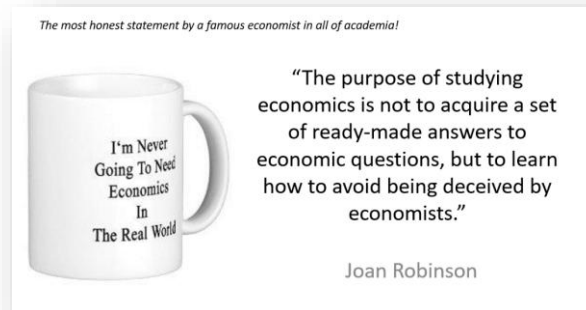 The most honest statement by a famous economist in all of academia!
I'm Never
Going To Need
Economics
In
The Real World
“The purpose of studying
economics is not to acquire a set
of ready-made answers to
economic questions, but to learn
how to avoid being deceived by
economists.”
Joan Robinson